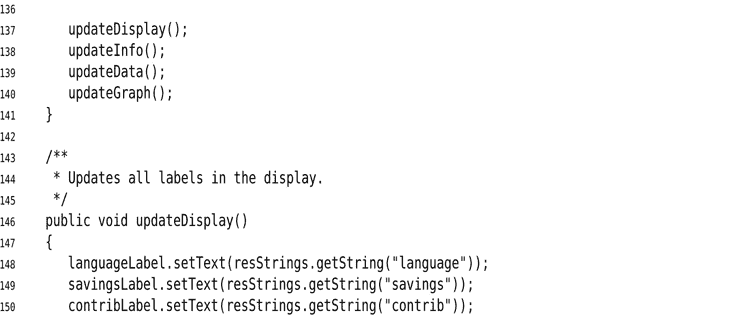 136
137 updateDisplay();
138 updateInfo();
139 updateData();
140 updateGraph();
141 }
142
143 /**
144 * Updates all labels in the display.
145 */
146 public void updateDisplay()
147 {
148 languageLabel.setText(resStrings.getString("language"));
149 savingsLabel.setText(resStrings.getString("savings"));
150 contribLabel.setText(resStrings.getString("contrib"));